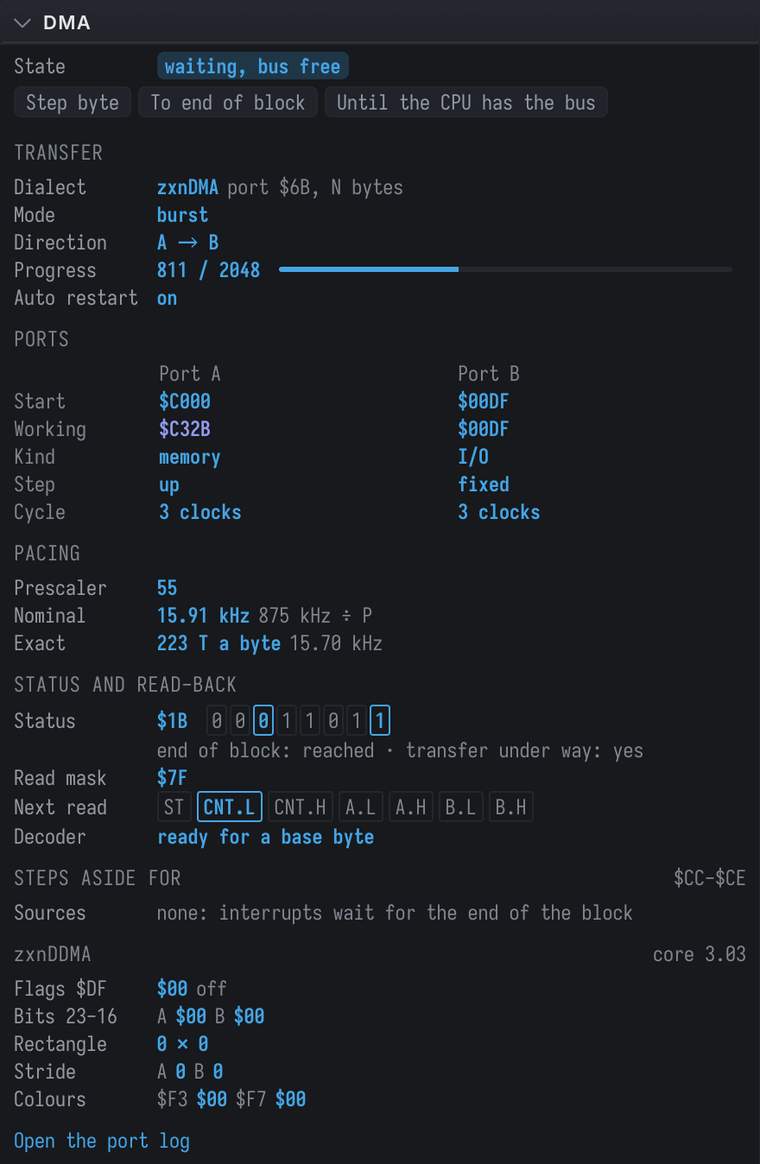 DMA
State waiting, bus free
Step byte To end of block Until the CPU has the bus
TRANSFER
Dialect zxnDMA port $6B, N bytes
Mode burst
Direction A → B
Progress 811 / 2048
Auto restart on
PORTS
Port A Port B
Start $C000 $00DF
Working $C32B $00DF
Kind memory I/O
Step up fixed
Cycle 3 clocks 3 clocks
PACING
Prescaler 55
Nominal 15.91 kHz 875 kHz ÷ P
Exact 223 T a byte 15.70 kHz
STATUS AND READ-BACK
Status $1B 0 0 0 1 1 0 1 1
end of block: reached · transfer under way: yes
Read mask $7F
Next read ST CNT.L CNT.H A.L A.H B.L B.H
Decoder ready for a base byte
STEPS ASIDE FOR $CC-$CE
Sources none: interrupts wait for the end of the block
zxnDDMA core 3.03
Flags $DF $00 off
Bits 23-16 A $00 B $00
Rectangle 0 × 0
Stride A 0 B 0
Colours $F3 $00 $F7 $00
Open the port log